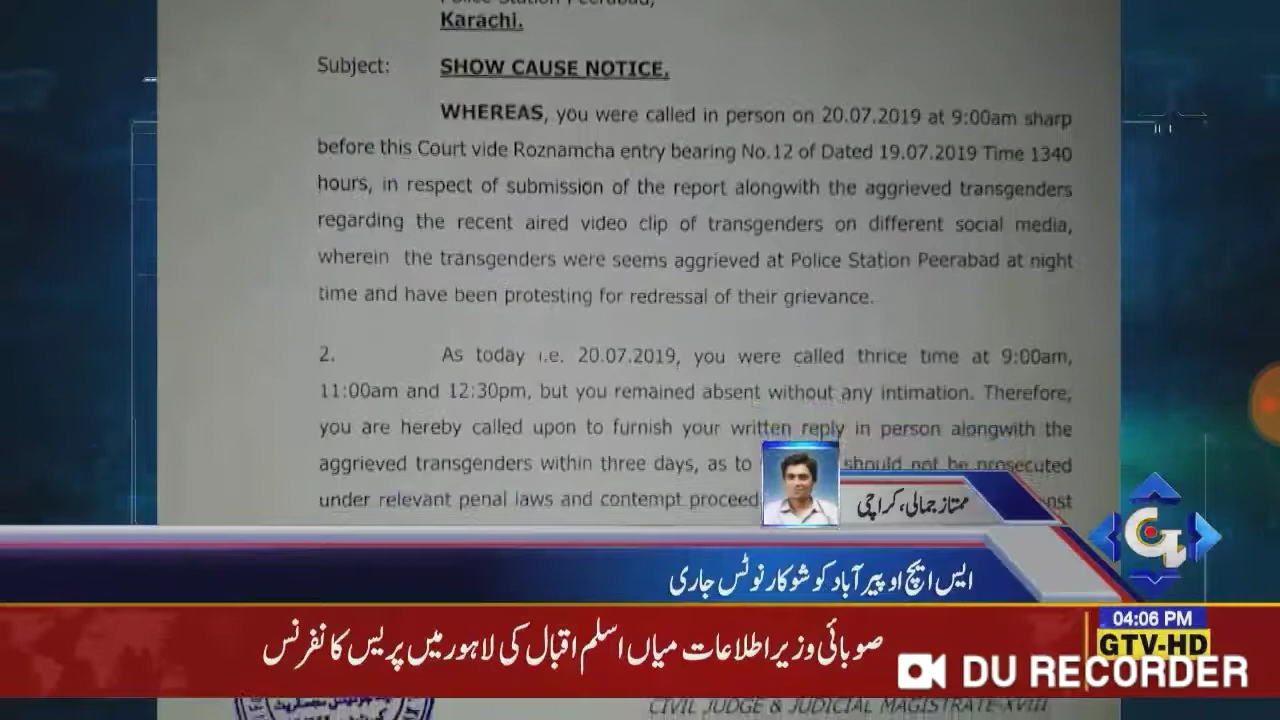 Police Station Peerabad,
Karachi.
Subject: SHOW CAUSE NOTICE.
WHEREAS, you were called in person on 20.07.2019 at 9:00am sharp
before this Court vide Roznamcha entry bearing No.12 of Dated 19.07.2019 Time 1340
hours, in respect of submission of the report alongwith the aggrieved transgenders
regarding the recent aired video clip of transgenders on different social media,
wherein the transgenders were seems aggrieved at Police Station Peerabad at night
time and have been protesting for redressal of their grievance.
2. As today i.e. 20.07.2019, you were called thrice time at 9:00am,
11:00am and 12:30pm, but you remained absent without any intimation. Therefore,
you are hereby called upon to furnish your written reply in person alongwith the
aggrieved transgenders within three days, as to should not be prosecuted
under relevant penal laws and contempt proceed nst
ممتاز جمالی، کراچی
G
ایس ایچ او پیر آباد کو شوکاز نوٹس جاری
04:06 PM
صوبائی وزیر اطلاعات میاں اسلم اقبال کی لاہور میں پریس کانفرنس
GTV-HD
DU RECORDER
CIVIL JUDGE & JUDICIAL MAGISTRATE-XVIII